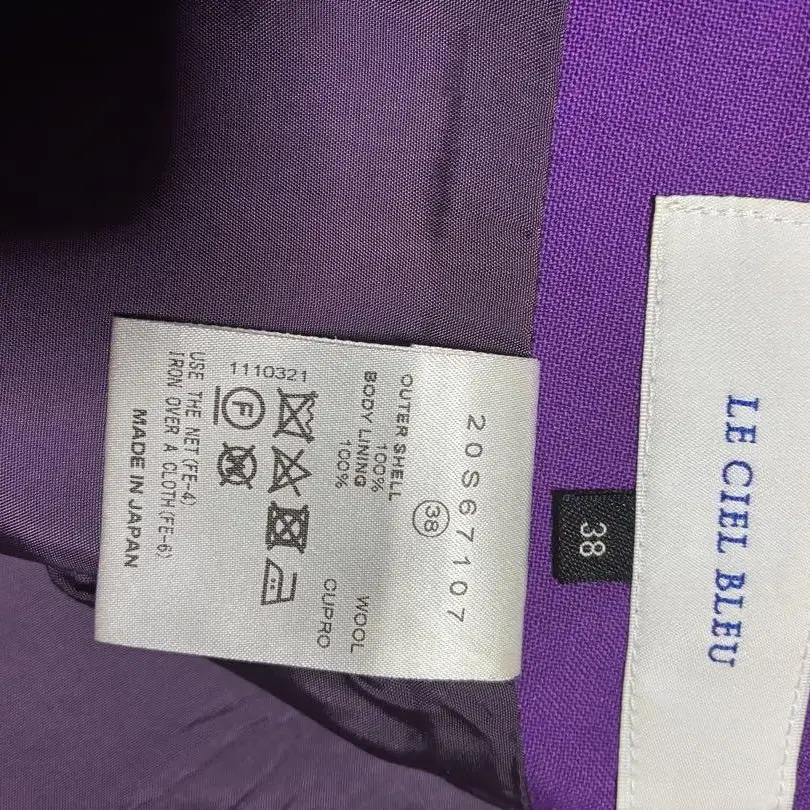 LE CIEL BLEU
38
20S67107
38
OUTER SHELL
100% WOOL
BODY LINING
100% CUPRO
1110321
F
USE THE NET(FE-4)
IRON OVER A CLOTH(FE-6)
MADE IN JAPAN